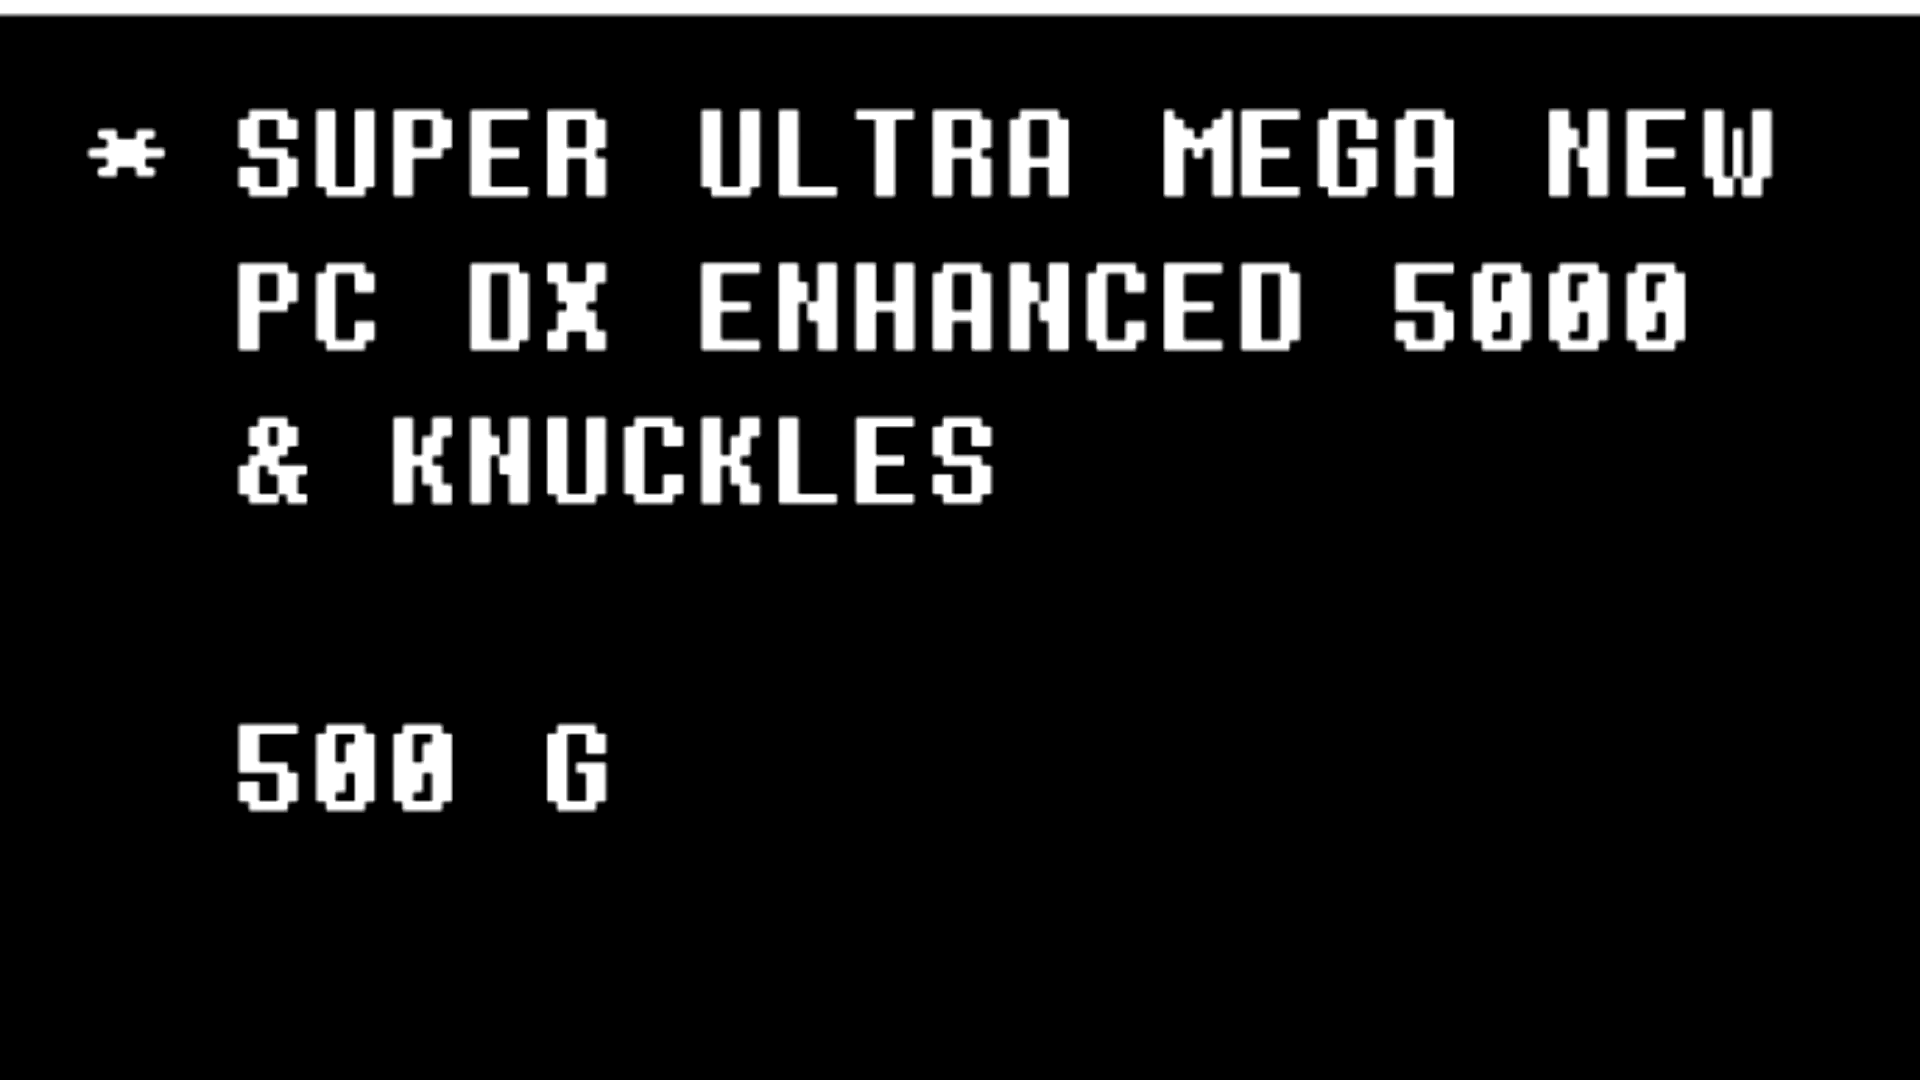 * SUPER ULTRA MEGA NEW
PC DX ENHANCED 5000
& KNUCKLES
500 G